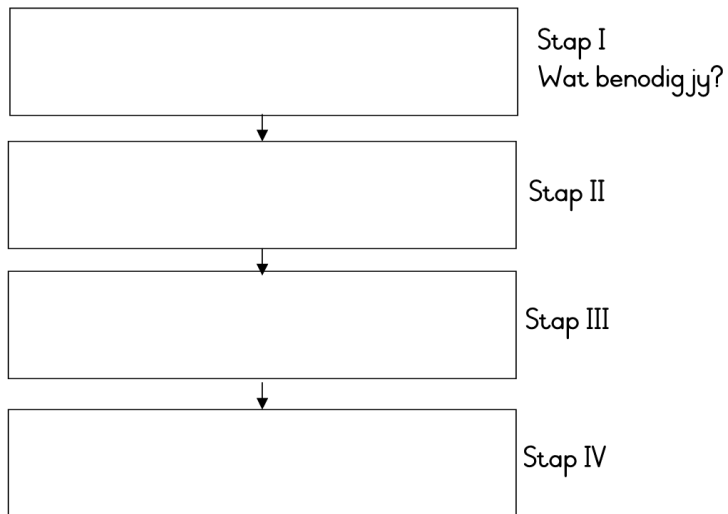 Stap I
Wat benodig jy?
Stap II
Stap III
Stap IV